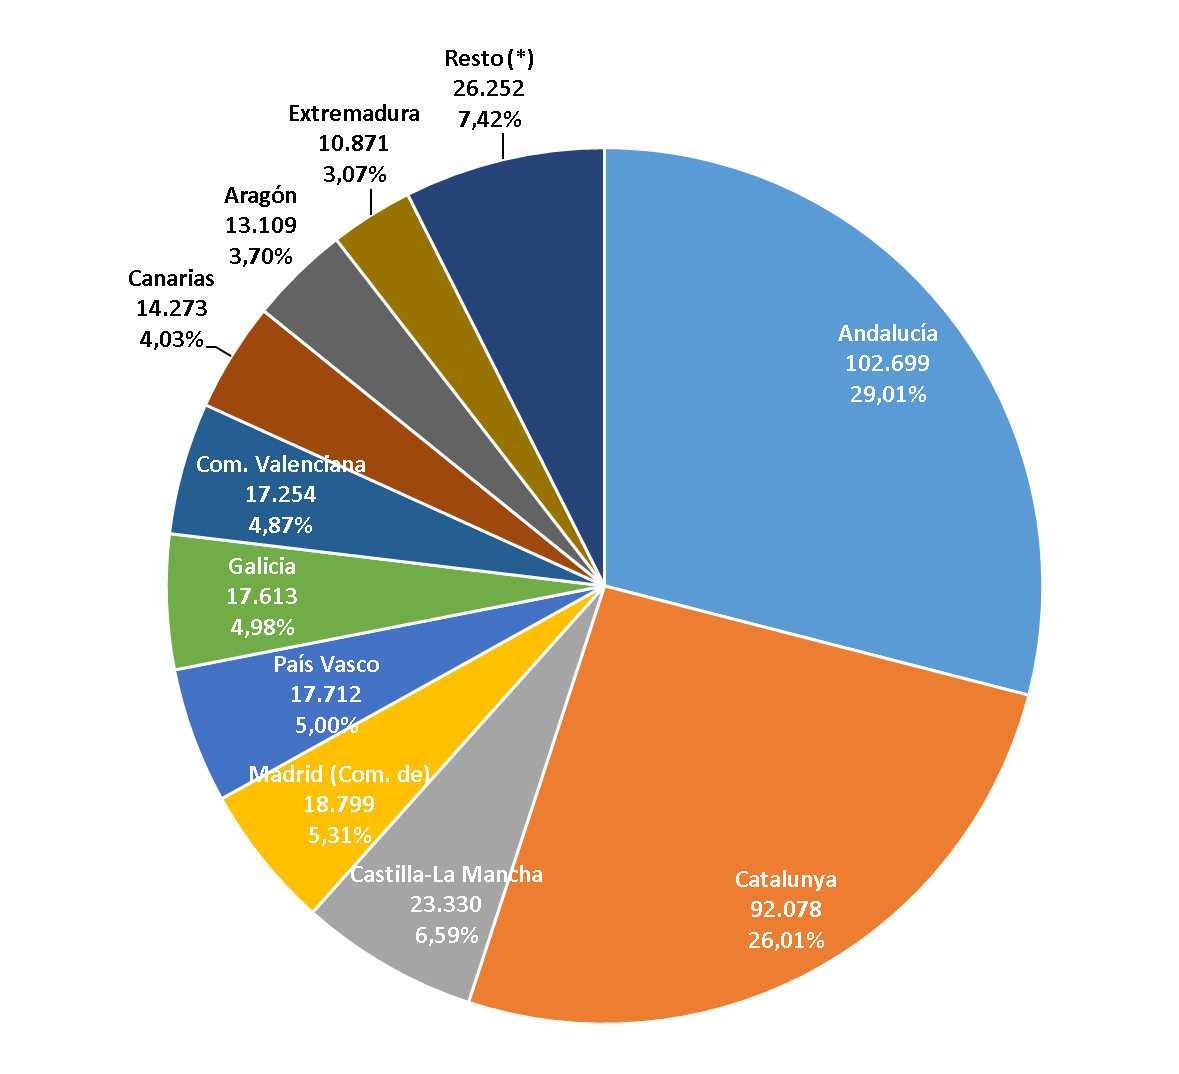 Resto (*)
26.252
7,42%
Extremadura
10.871
3,07%
Aragón
13.109
3,70%
Canarias
14.273
4,03%
Andalucía
102.699
29,01%
Com. Valenciana
17.254
4,87%
Galicia
17.613
4,98%
País Vasco
17.712
5,00%
Madrid (Com. de)
18.799
5,31%
Castilla-La Mancha
23.330
6,59%
Catalunya
92.078
26,01%